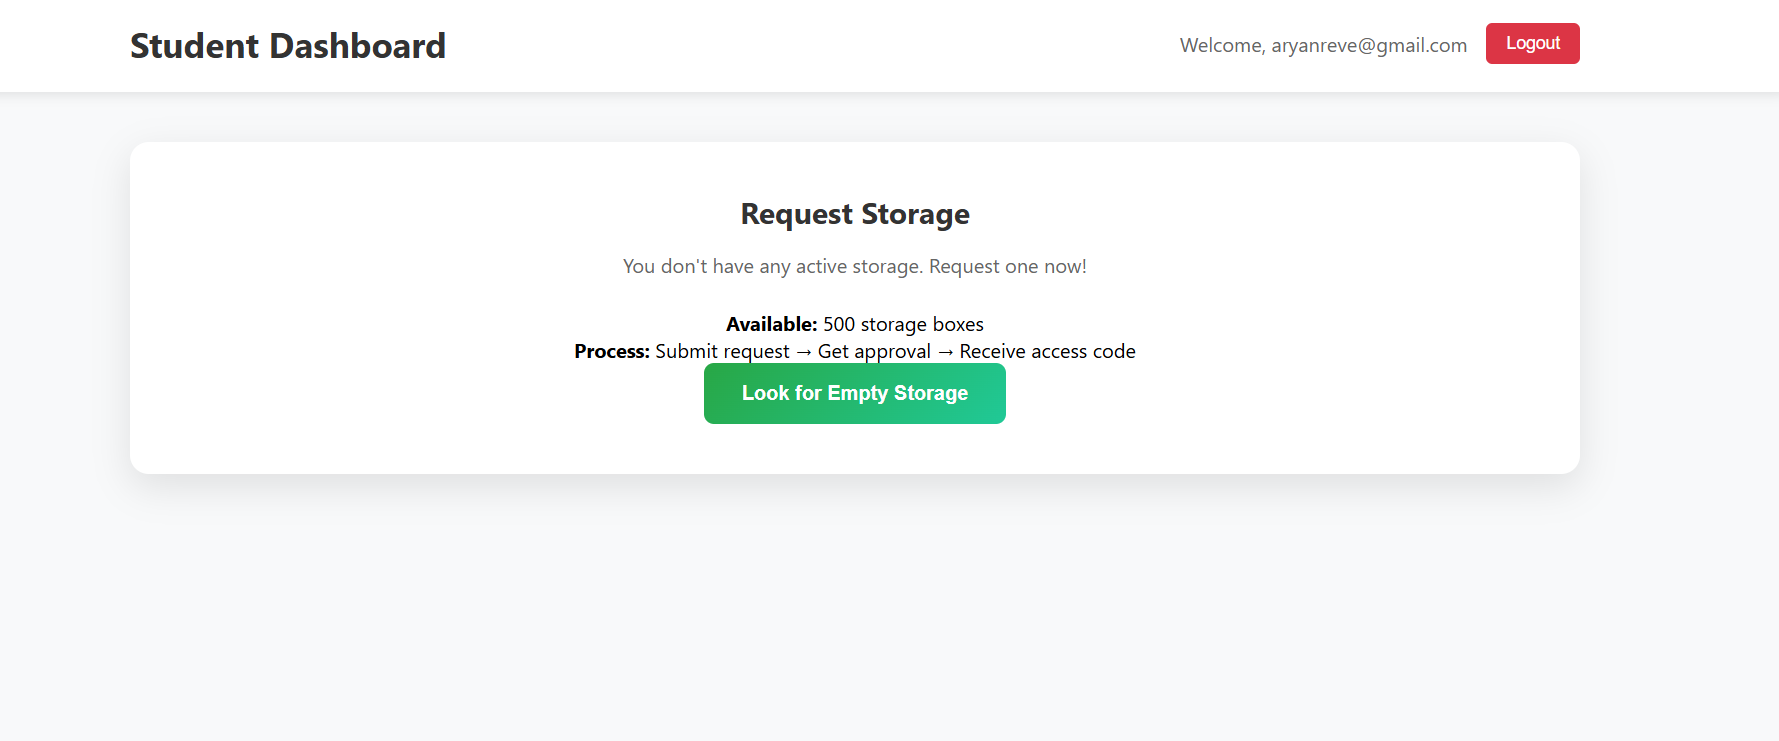 Student Dashboard
Welcome, aryanreve@gmail.com
Logout
Request Storage
You don't have any active storage. Request one now!
Available: 500 storage boxes
Process: Submit request → Get approval → Receive access code
Look for Empty Storage